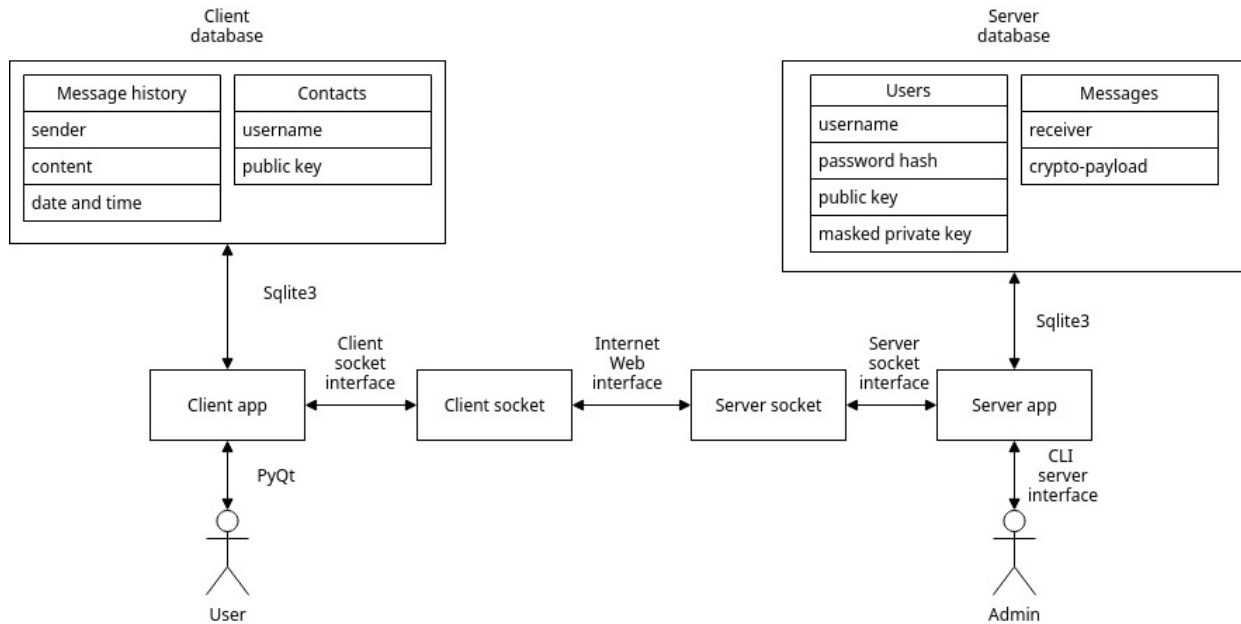 Client
database
Server
database
Message history
sender
content
date and time
Contacts
username
public key
Users
username
password hash
public key
masked private key
Messages
receiver
crypto-payload
Sqlite3
Sqlite3
Client
socket
interface
Internet
Web
interface
Server
socket
interface
Client app
Client socket
Server socket
Server app
PyQt
CLI
server
interface
User
Admin